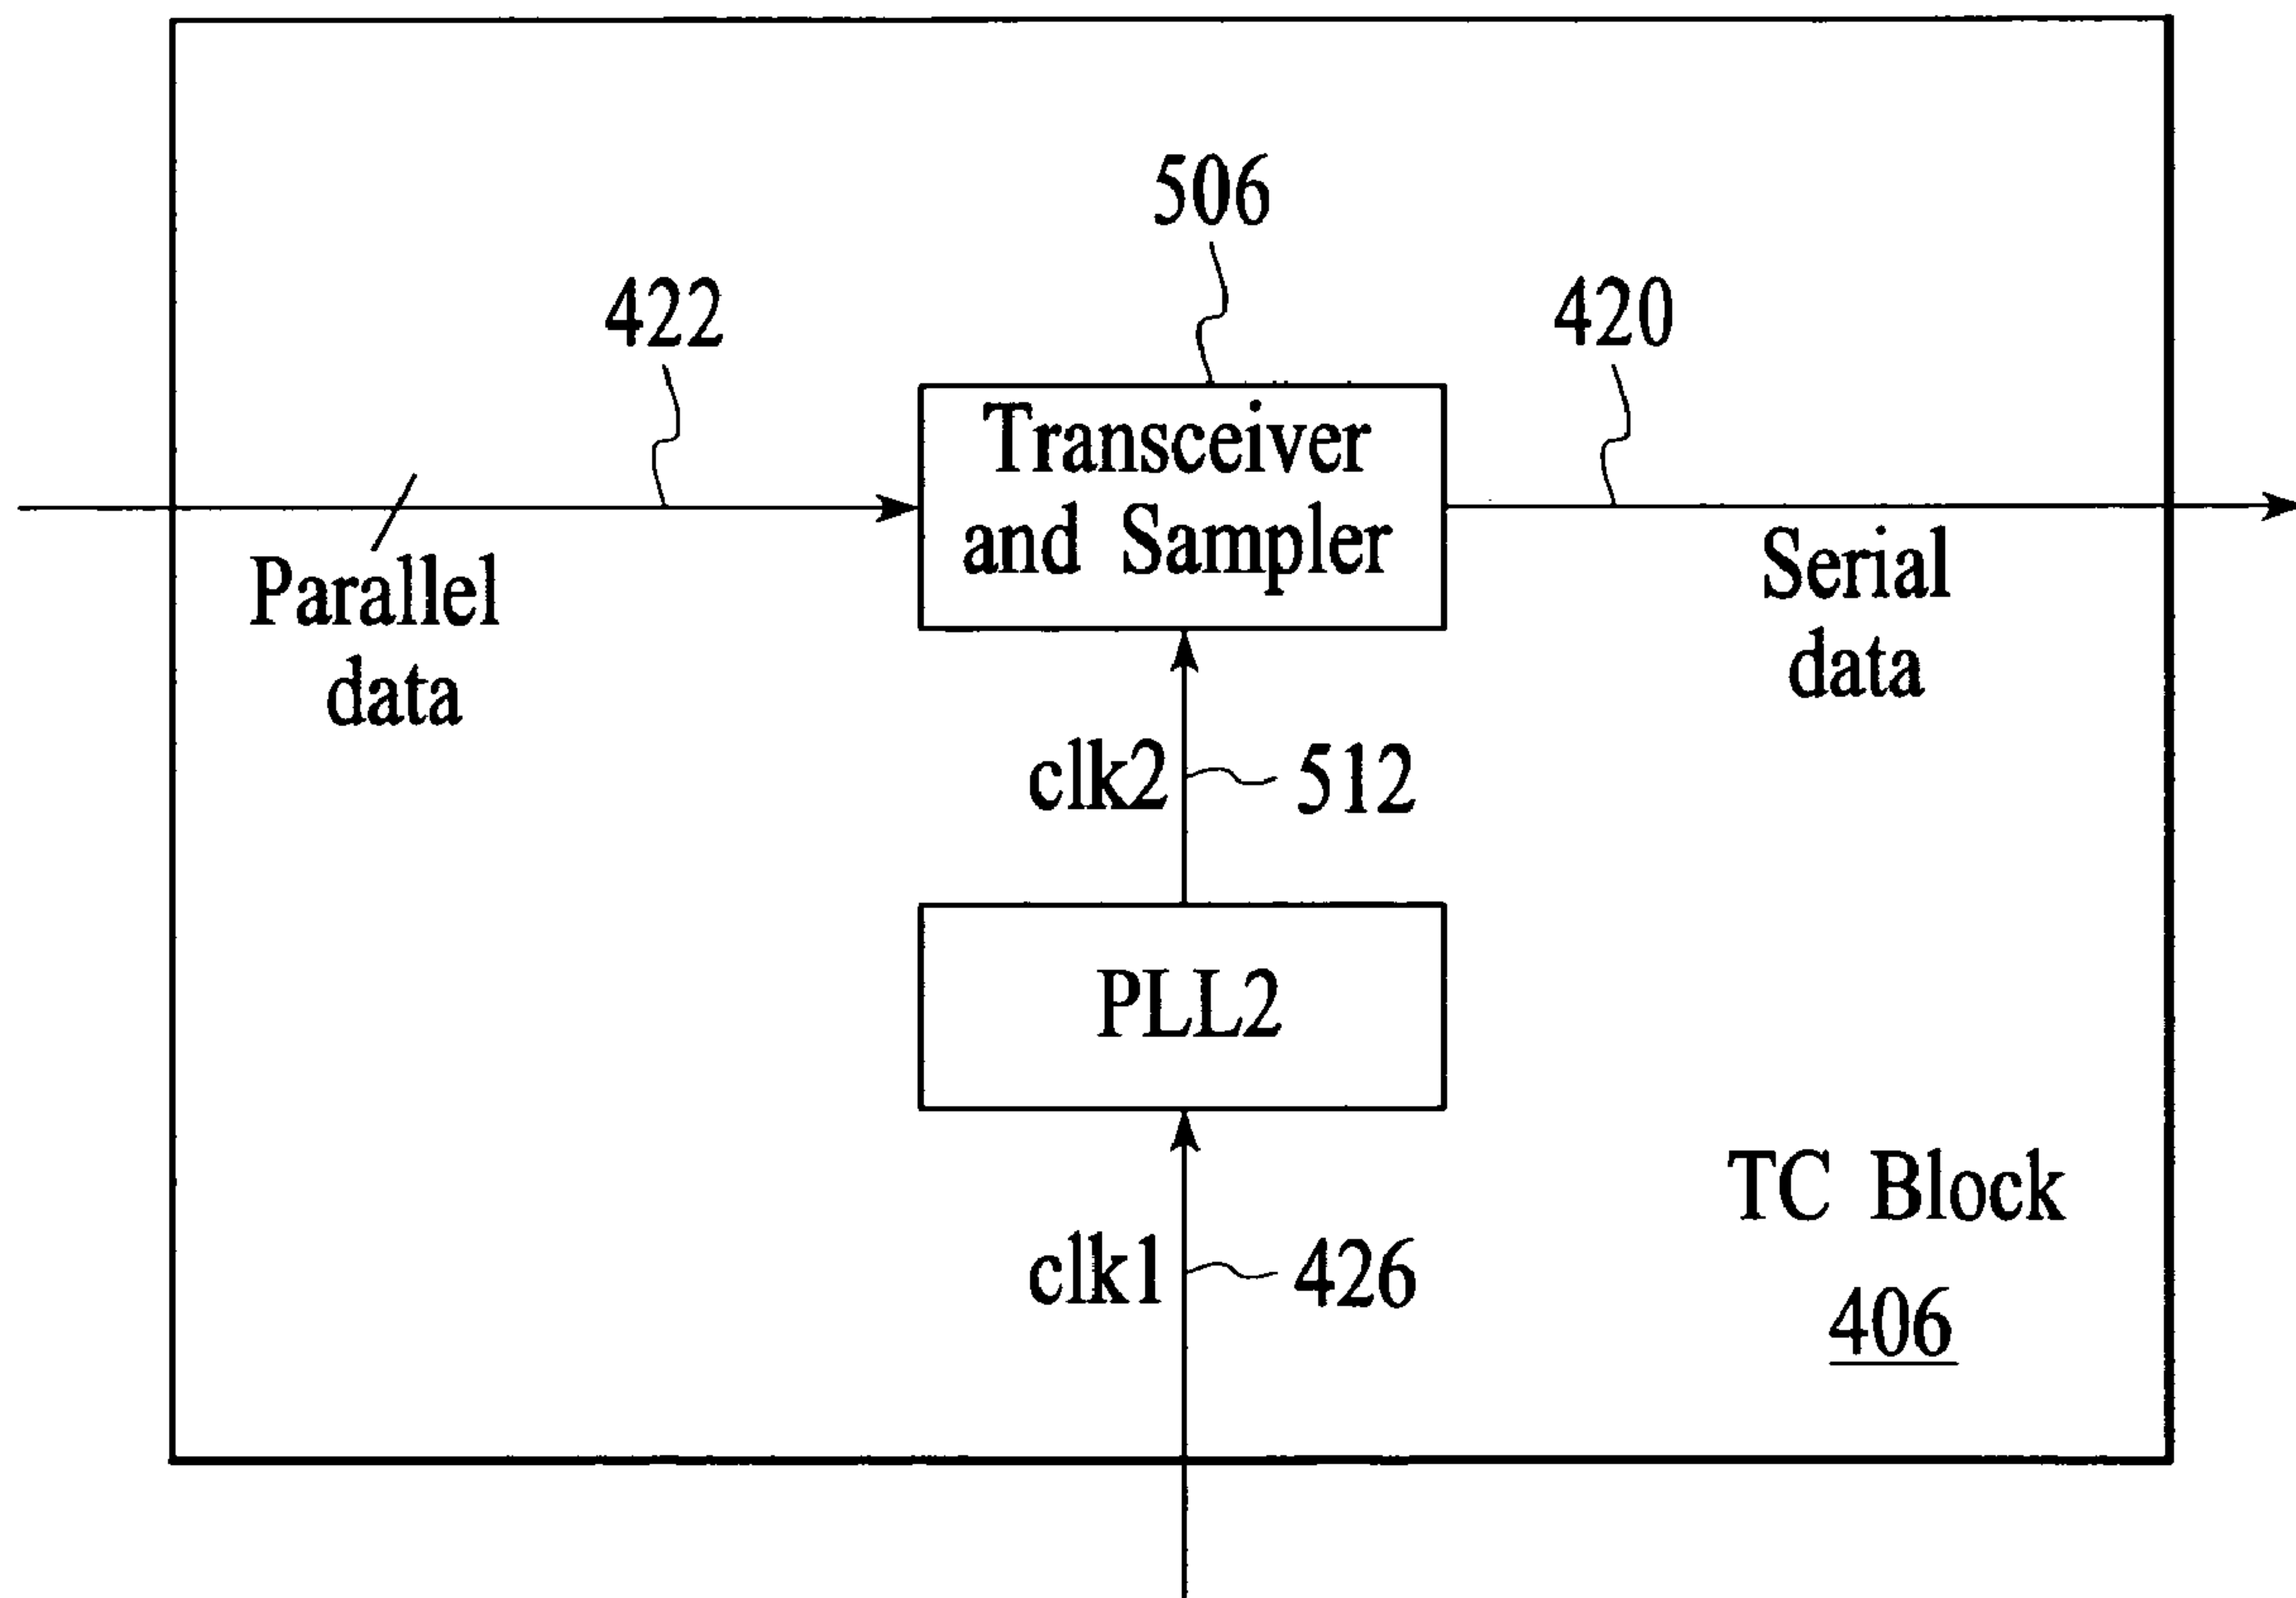 506
422
420
Transceiver
and Sampler
Parallel
data
Serial
data
clk2
512
PLL2
TC Block
clk1
426
406